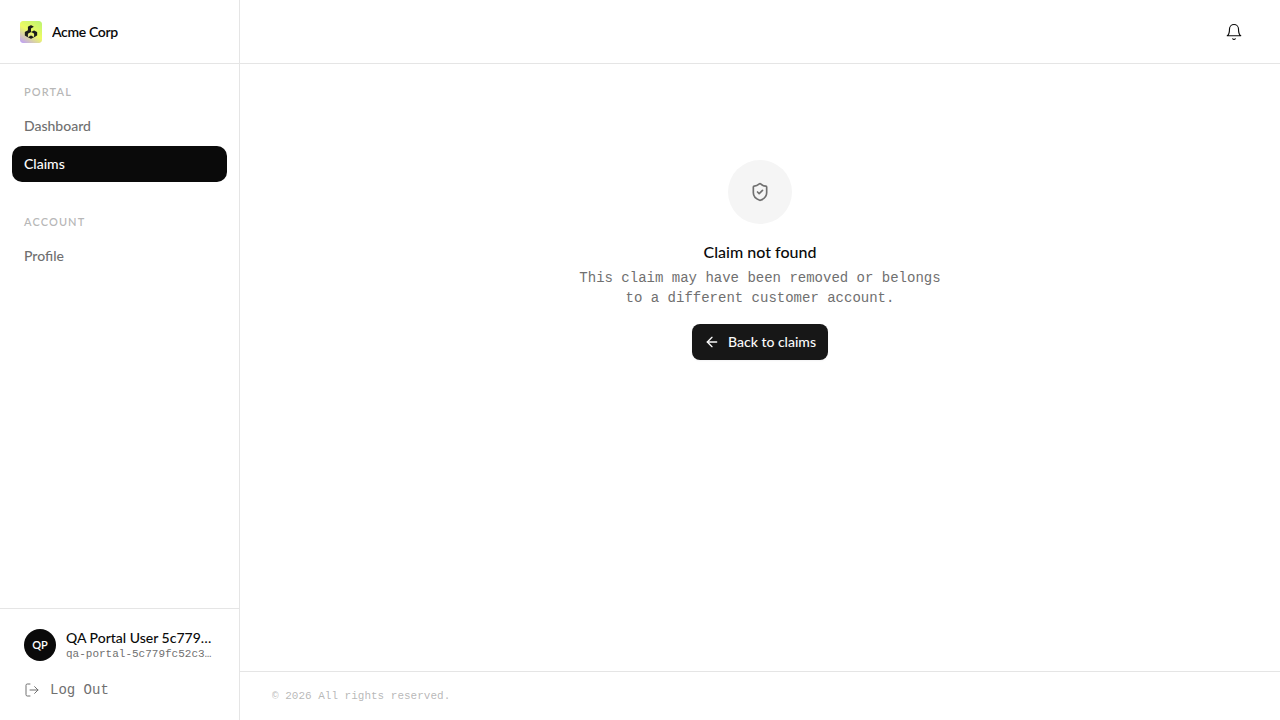 Acme Corp
PORTAL
Dashboard
Claims
ACCOUNT
Profile
Claim not found
This claim may have been removed or belongs
to a different customer account.
Back to claims
QP
QA Portal User 5c779...
qa-portal-5c779fc52c3...
Log Out
© 2026 All rights reserved.